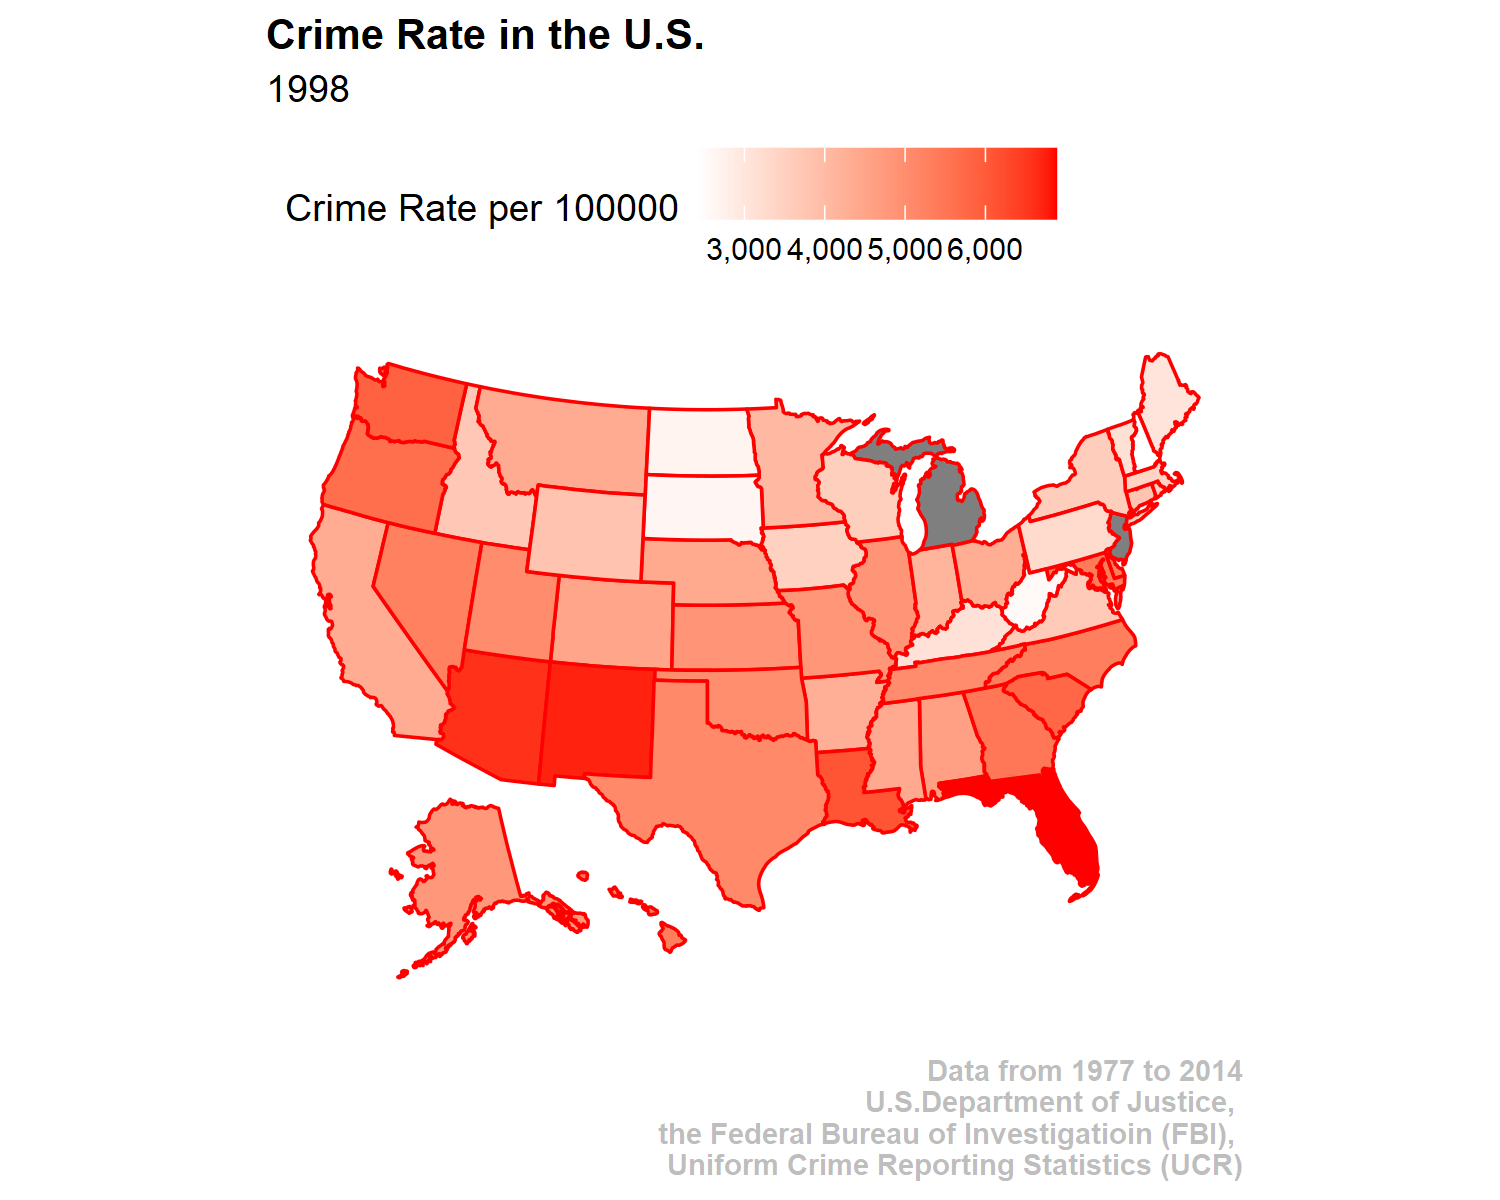 Crime Rate in the U.S.
1998
Crime Rate per 100000
3,000 4,000 5,000 6,000
Data from 1977 to 2014
U.S.Department of Justice,
the Federal Bureau of Investigatioin (FBI),
Uniform Crime Reporting Statistics (UCR)